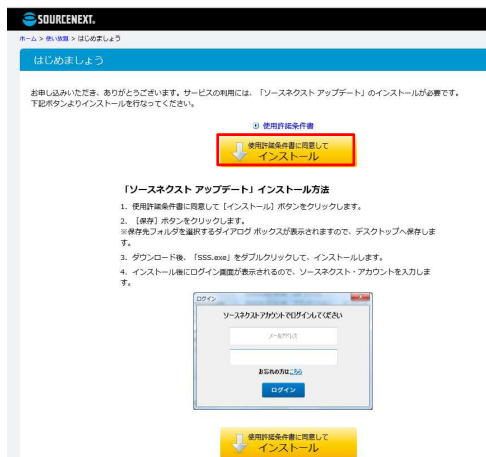 SOURCENEXT.
ホーム > 使い放題 > はじめましょう
はじめましょう
お申し込みいただき、ありがとうございます。サービスの利用には、「ソースネクスト アップデート」のインストールが必要です。
下記ボタンよりインストールを行なってください。
使用許諾条件書
使用許諾条件書に同意して
インストール
「ソースネクスト アップデート」インストール方法
1. 使用許諾条件書に同意して [インストール] ボタンをクリックします。
2. [保存] ボタンをクリックします。
※保存先フォルダを選択するダイアログ ボックスが表示されますので、デスクトップへ保存しま
す。
3. ダウンロード後、「SSS.exe」をダブルクリックして、インストールします。
4. インストール後にログイン画面が表示されるので、ソースネクスト・アカウントを入力しま
す。
ログイン
ソースネクストアカウントでログインしてください
メールアドレス
お忘れの方はこちら
ログイン
使用許諾条件書に同意して
インストール